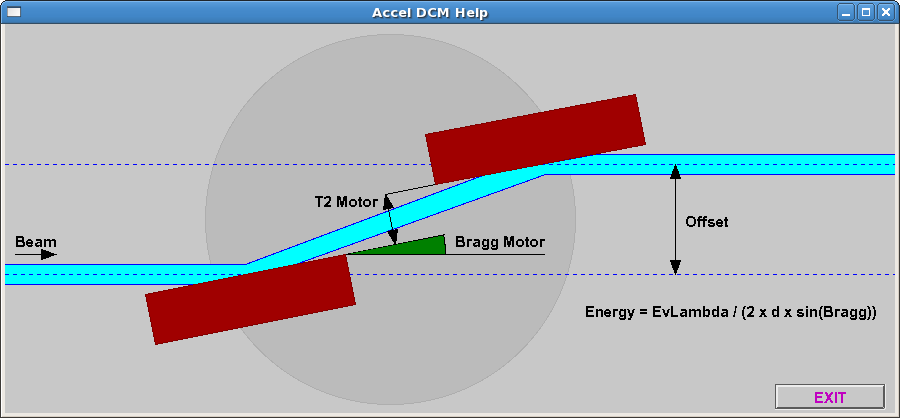 Accel DCM Help
T2 Motor
Offset
Beam
Bragg Motor
Energy = EvLambda / (2 x d x sin(Bragg))
EXIT